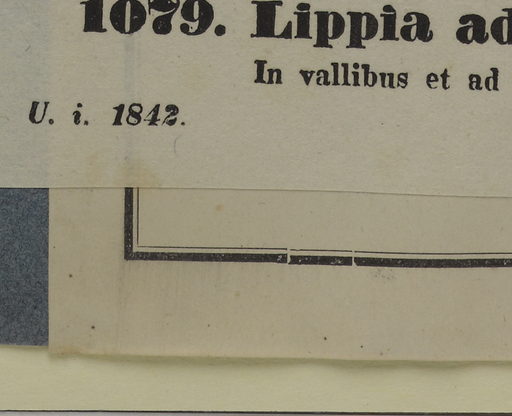 1079. Lippia ad
In vallibus et ad
U. i. 1842.